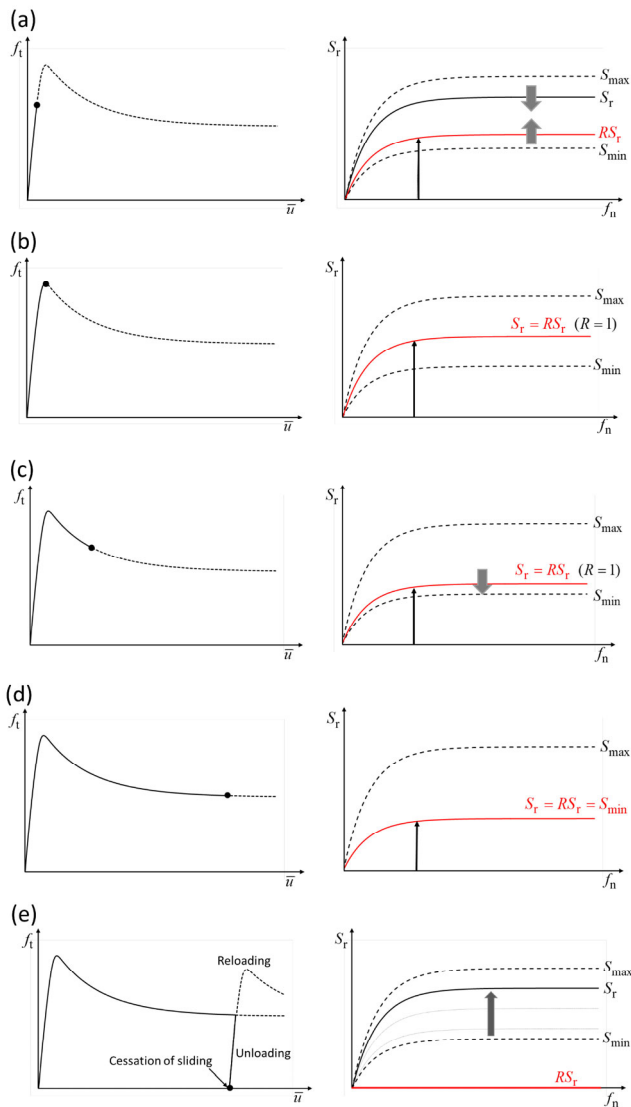 (a)
f_t
u̅
S_r
S_max
S_r
RS_r
S_min
f_n
(b)
f_t
u̅
S_r
S_max
S_r = RS_r (R = 1)
S_min
f_n
(c)
f_t
u̅
S_r
S_max
S_r = RS_r (R = 1)
S_min
f_n
(d)
f_t
u̅
S_r
S_max
S_r = RS_r = S_min
f_n
(e)
f_t
Reloading
Unloading
Cessation of sliding
u̅
S_r
S_max
S_r
S_min
RS_r
f_n